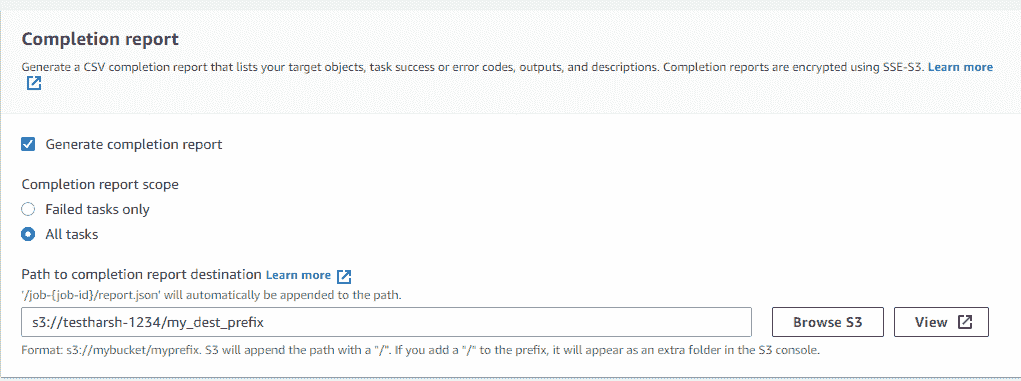 Completion report
Generate a CSV completion report that lists your target objects, task success or error codes, outputs, and descriptions. Completion reports are encrypted using SSE-S3. Learn more
Generate completion report
Completion report scope
Failed tasks only
All tasks
Path to completion report destination Learn more
'/job-{job-id}/report.json' will automatically be appended to the path.
s3://testharsh-1234/my_dest_prefix
Browse S3
View
Format: s3://mybucket/myprefix. S3 will append the path with a "/". If you add a "/" to the prefix, it will appear as an extra folder in the S3 console.